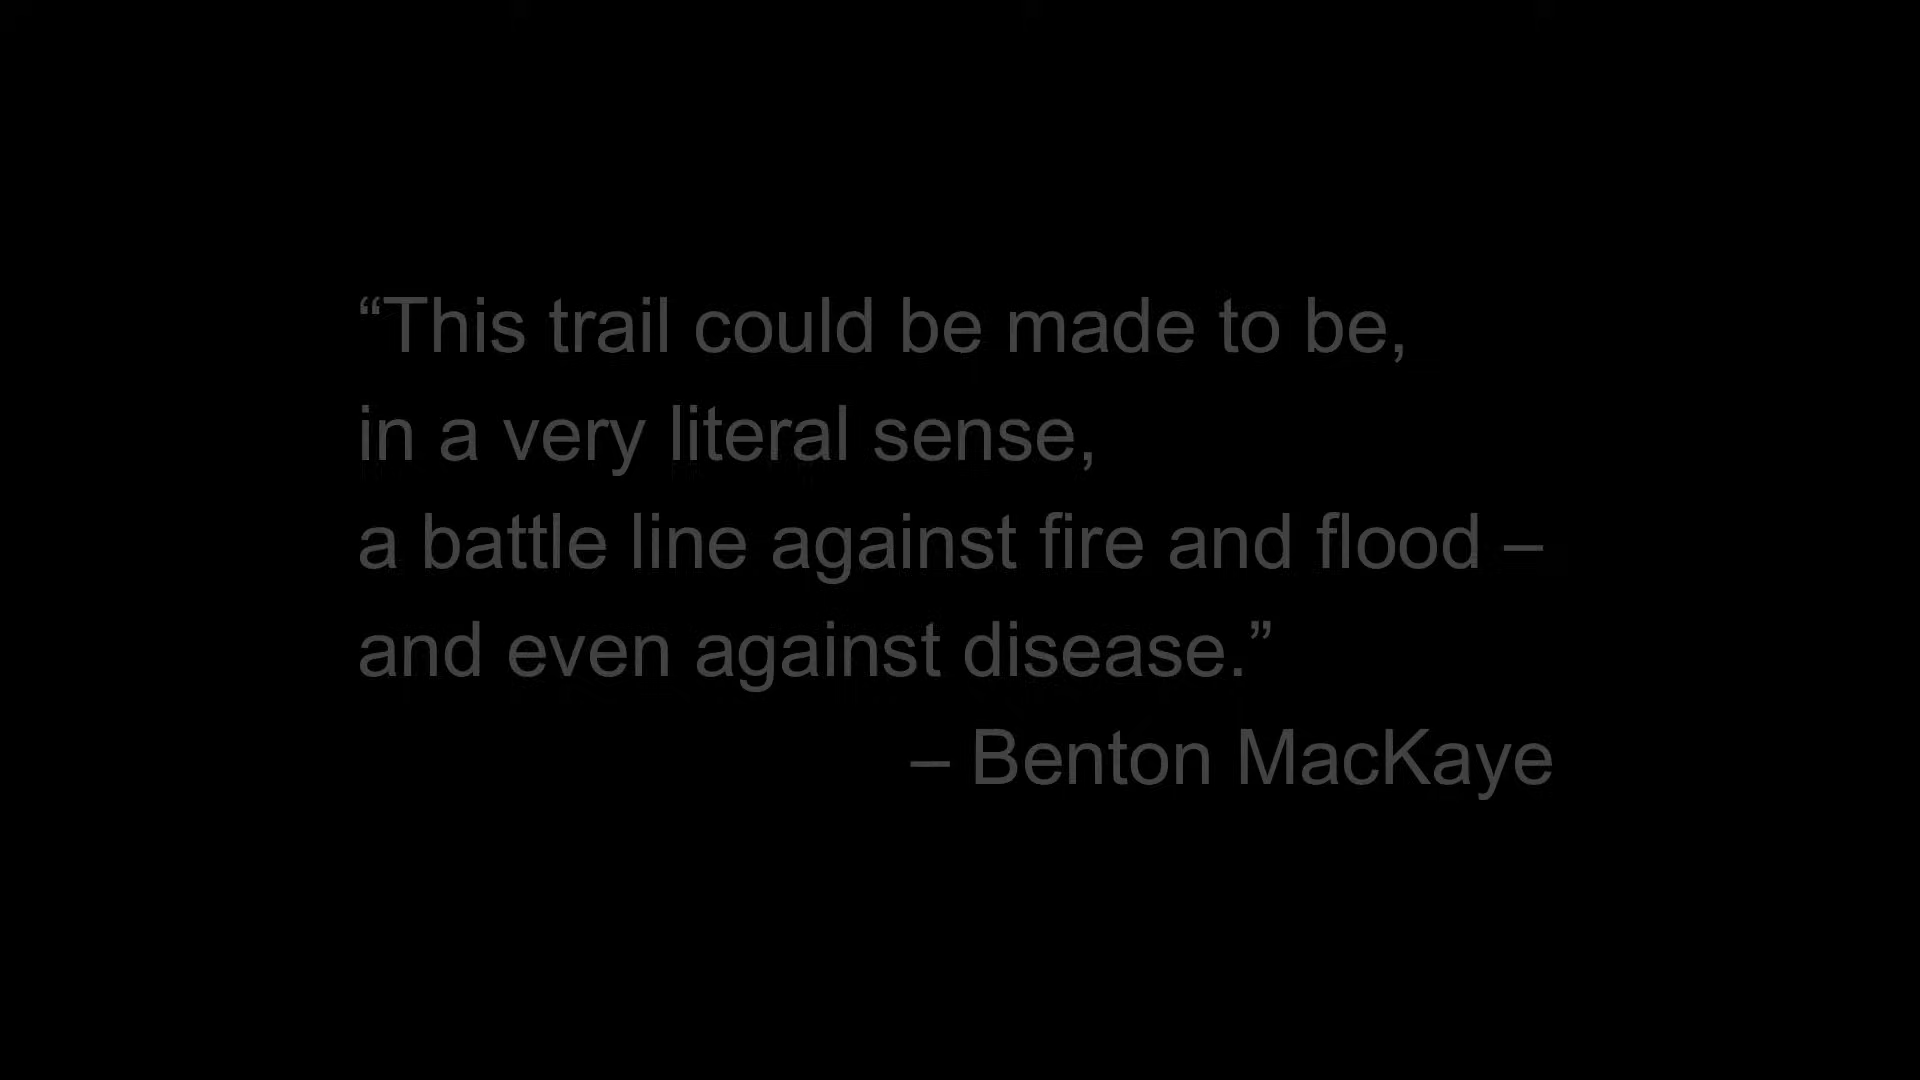 “This trail could be made to be,
in a very literal sense,
a battle line against fire and flood –
and even against disease.”
– Benton MacKaye